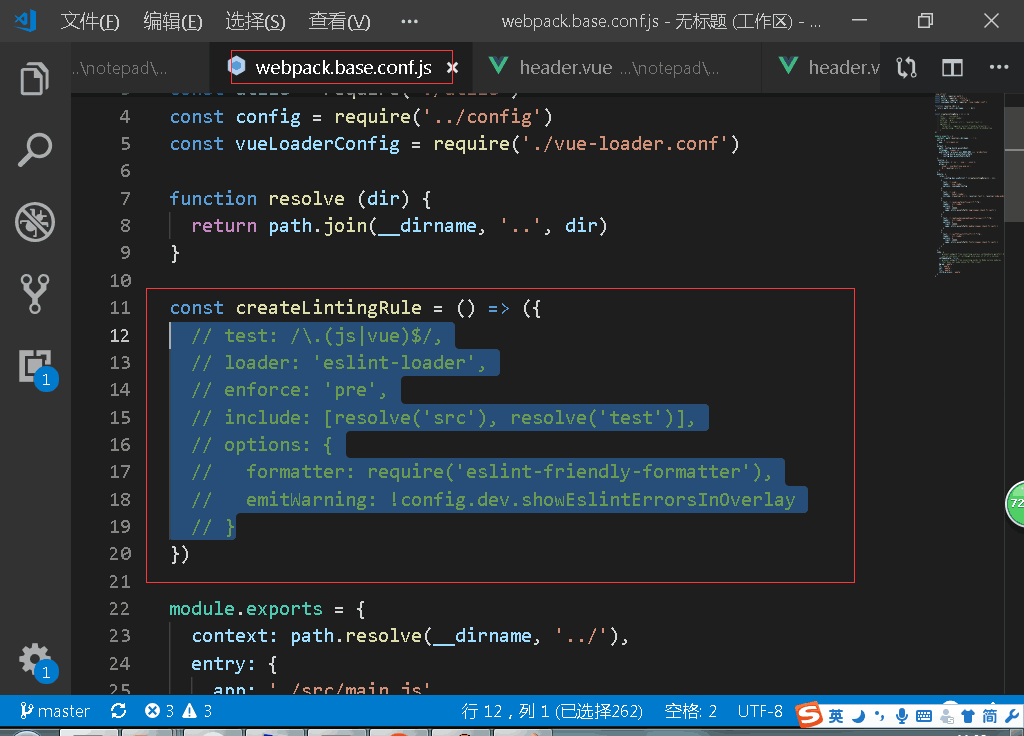 文件(F) 编辑(E) 选择(S) 查看(V) ··· webpack.base.conf.js - 无标题 (工作区) - ...
..\notepad\... webpack.base.conf.js header.vue ...\notepad\... header.v
4 const config = require('../config')
5 const vueLoaderConfig = require('./vue-loader.conf')
6
7 function resolve (dir) {
8 return path.join(__dirname, '..', dir)
9 }
10
11 const createLintingRule = () => ({
12 // test: /\.(js|vue)$/,
13 // loader: 'eslint-loader',
14 // enforce: 'pre',
15 // include: [resolve('src'), resolve('test')],
16 // options: {
17 //   formatter: require('eslint-friendly-formatter'),
18 //   emitWarning: !config.dev.showEslintErrorsInOverlay
19 // }
20 })
21
22 module.exports = {
23 context: path.resolve(__dirname, '../'),
24 entry: {
25 app: './src/main.js'
1
1
72
master 3 3 行 12，列 1 (已选择262) 空格: 2 UTF-8 英 简